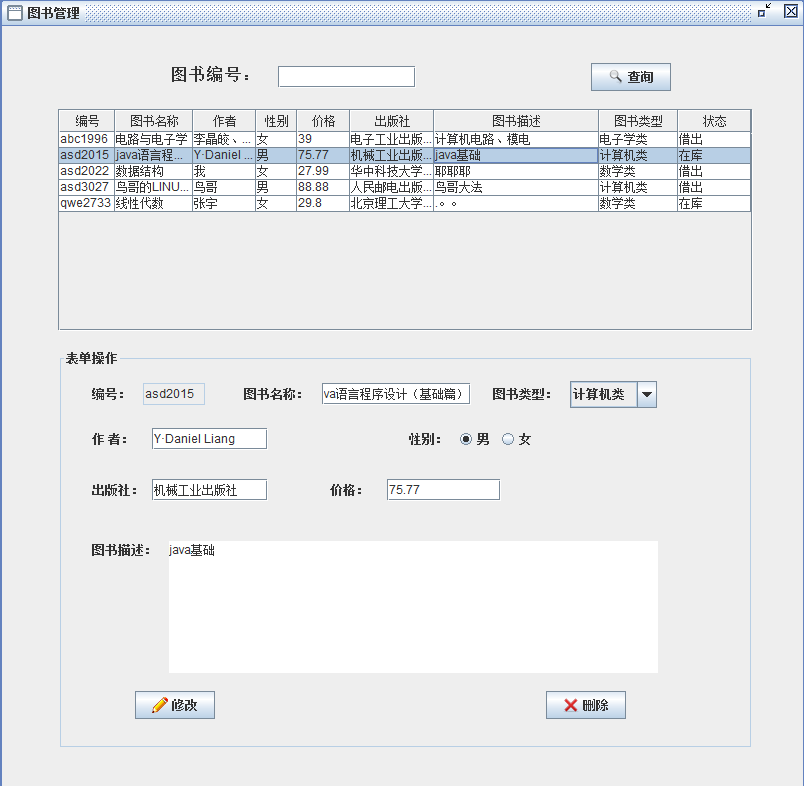 图书管理
图书编号： 查询
编号 图书名称 作者 性别 价格 出版社 图书描述 图书类型 状态
abc1996 电路与电子学 李晶皎、... 女 39 电子工业出版... 计算机电路、模电 电子学类 借出
asd2015 java语言程... Y·Daniel ... 男 75.77 机械工业出版... java基础 计算机类 在库
asd2022 数据结构 我 女 27.99 华中科技大学... 耶耶耶 数学类 借出
asd3027 鸟哥的LINU... 鸟哥 男 88.88 人民邮电出版... 鸟哥大法 计算机类 借出
qwe2733 线性代数 张宇 女 29.8 北京理工大学... .。。 数学类 在库
表单操作
编号： asd2015 图书名称： va语言程序设计（基础篇） 图书类型： 计算机类
作 者： Y·Daniel Liang 性别： 男 女
出版社： 机械工业出版社 价格： 75.77
图书描述： java基础
修改 删除